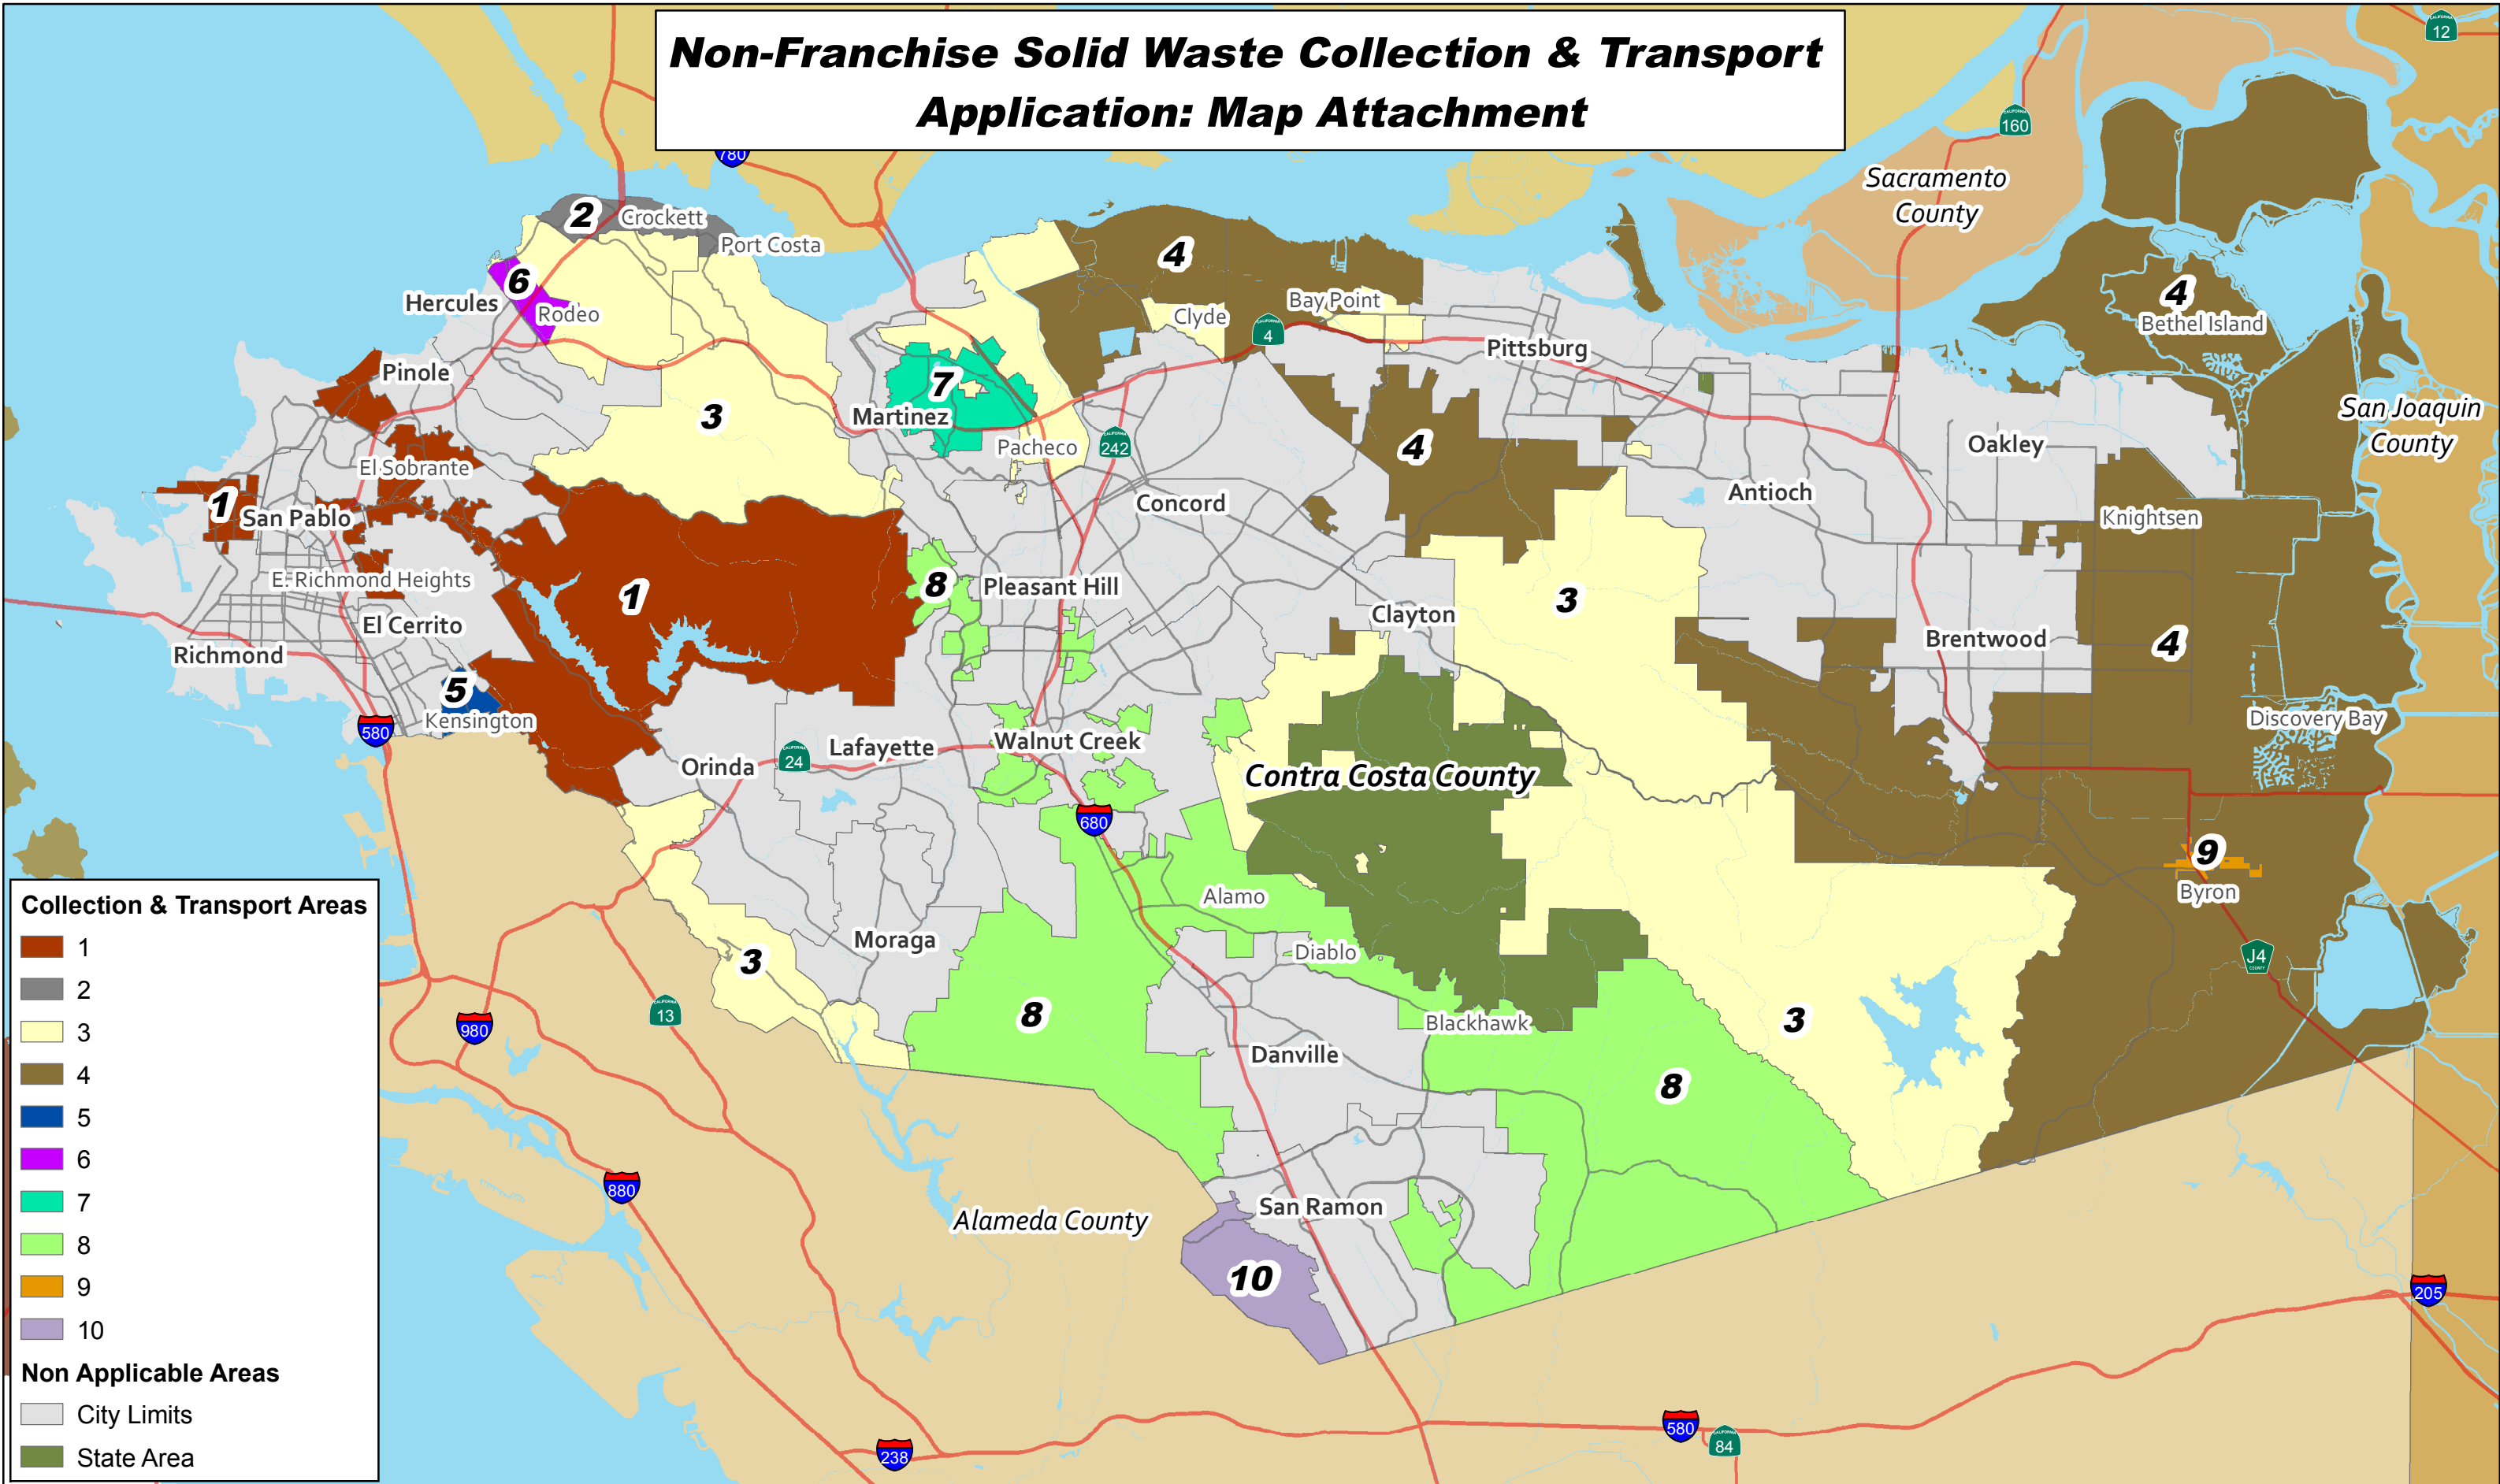 Non-Franchise Solid Waste Collection & Transport
Application: Map Attachment
12
160
780
Sacramento
County
2
Crockett
Port Costa
4
6
Hercules
Rodeo
Clyde
Bay Point
CALIFORNIA
4
4
Bethel Island
Pittsburg
Pinole
7
Martinez
3
Pacheco
242
4
San Joaquin
County
Oakley
El Sobrante
1
San Pablo
Concord
Antioch
Knightsen
E. Richmond Heights
1
8
Pleasant Hill
3
Clayton
El Cerrito
Richmond
Brentwood
4
5
Kensington
580
Discovery Bay
Walnut Creek
Lafayette
CALIFORNIA
24
Orinda
Contra Costa County
680
9
Byron
Alamo
Moraga
Diablo
3
J4
COUNTY
980
CALIFORNIA
13
8
Blackhawk
3
Danville
8
880
San Ramon
Alameda County
10
205
580
CALIFORNIA
84
238
Collection & Transport Areas
1
2
3
4
5
6
7
8
9
10
Non Applicable Areas
City Limits
State Area